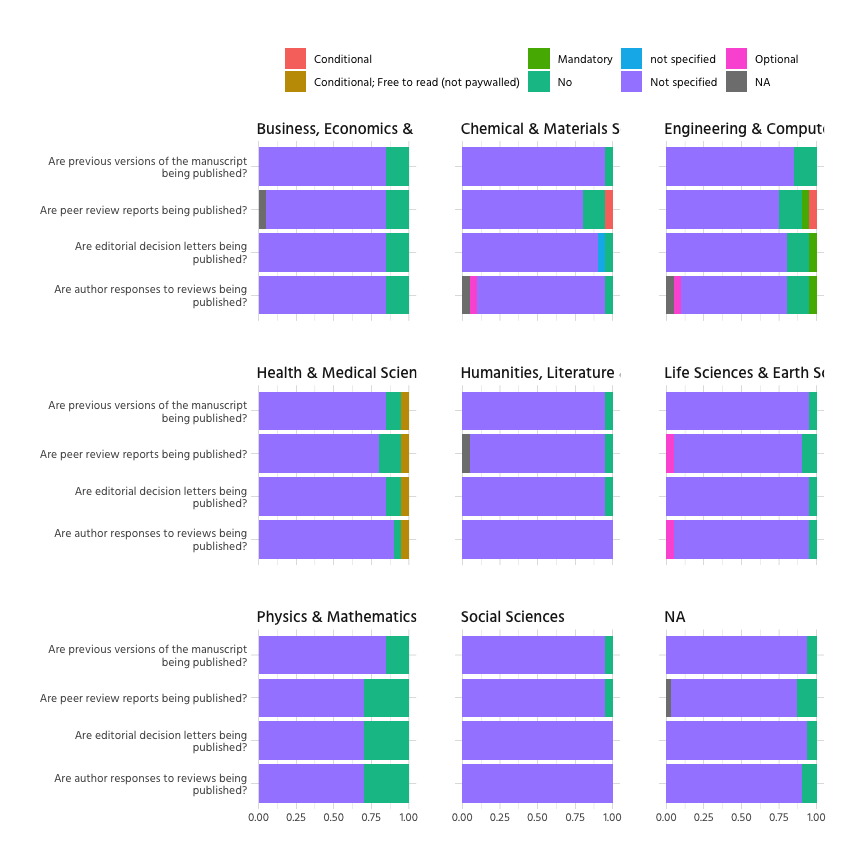 Conditional
Mandatory
not specified
Optional
Conditional; Free to read (not paywalled)
No
Not specified
NA
Business, Economics &
Chemical & Materials S
Engineering & Compute
Are previous versions of the manuscript
being published?
Are peer review reports being published?
Are editorial decision letters being
published?
Are author responses to reviews being
published?
Health & Medical Scien
Humanities, Literature
Life Sciences & Earth Sc
Are previous versions of the manuscript
being published?
Are peer review reports being published?
Are editorial decision letters being
published?
Are author responses to reviews being
published?
Physics & Mathematics
Social Sciences
NA
Are previous versions of the manuscript
being published?
Are peer review reports being published?
Are editorial decision letters being
published?
Are author responses to reviews being
published?
0.00 0.25 0.50 0.75 1.00
0.00 0.25 0.50 0.75 1.00
0.00 0.25 0.50 0.75 1.00